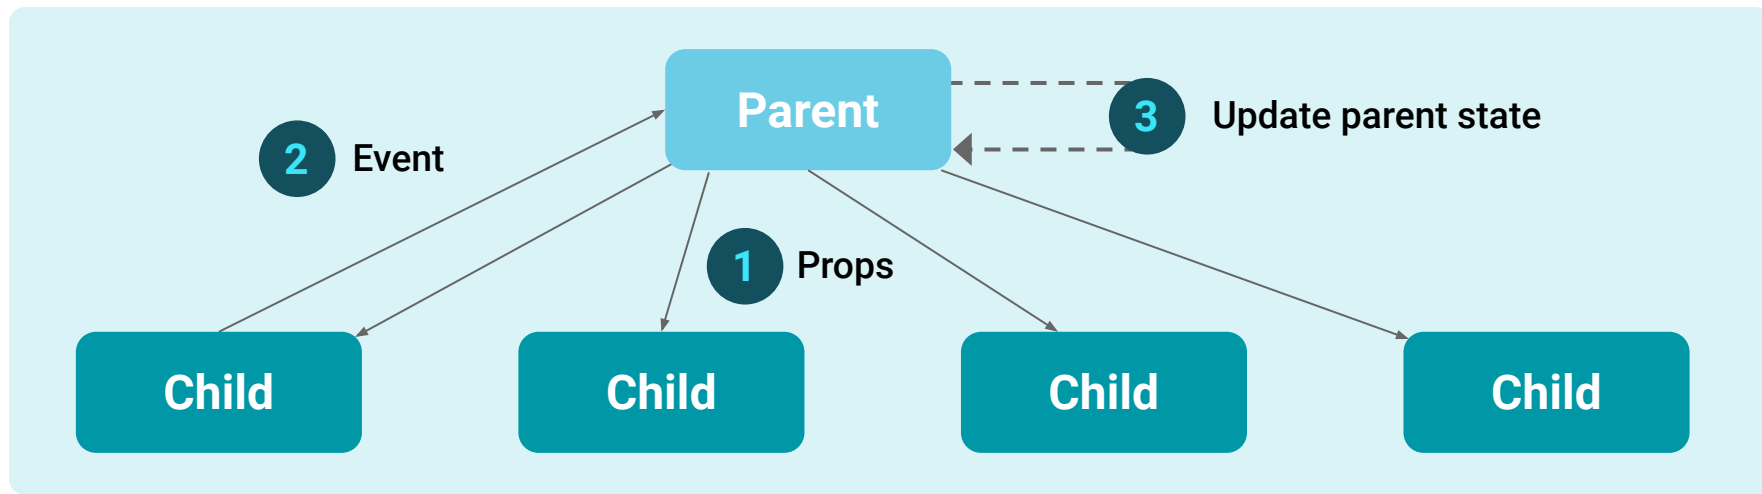 Parent
3 Update parent state
2 Event
1 Props
Child
Child
Child
Child